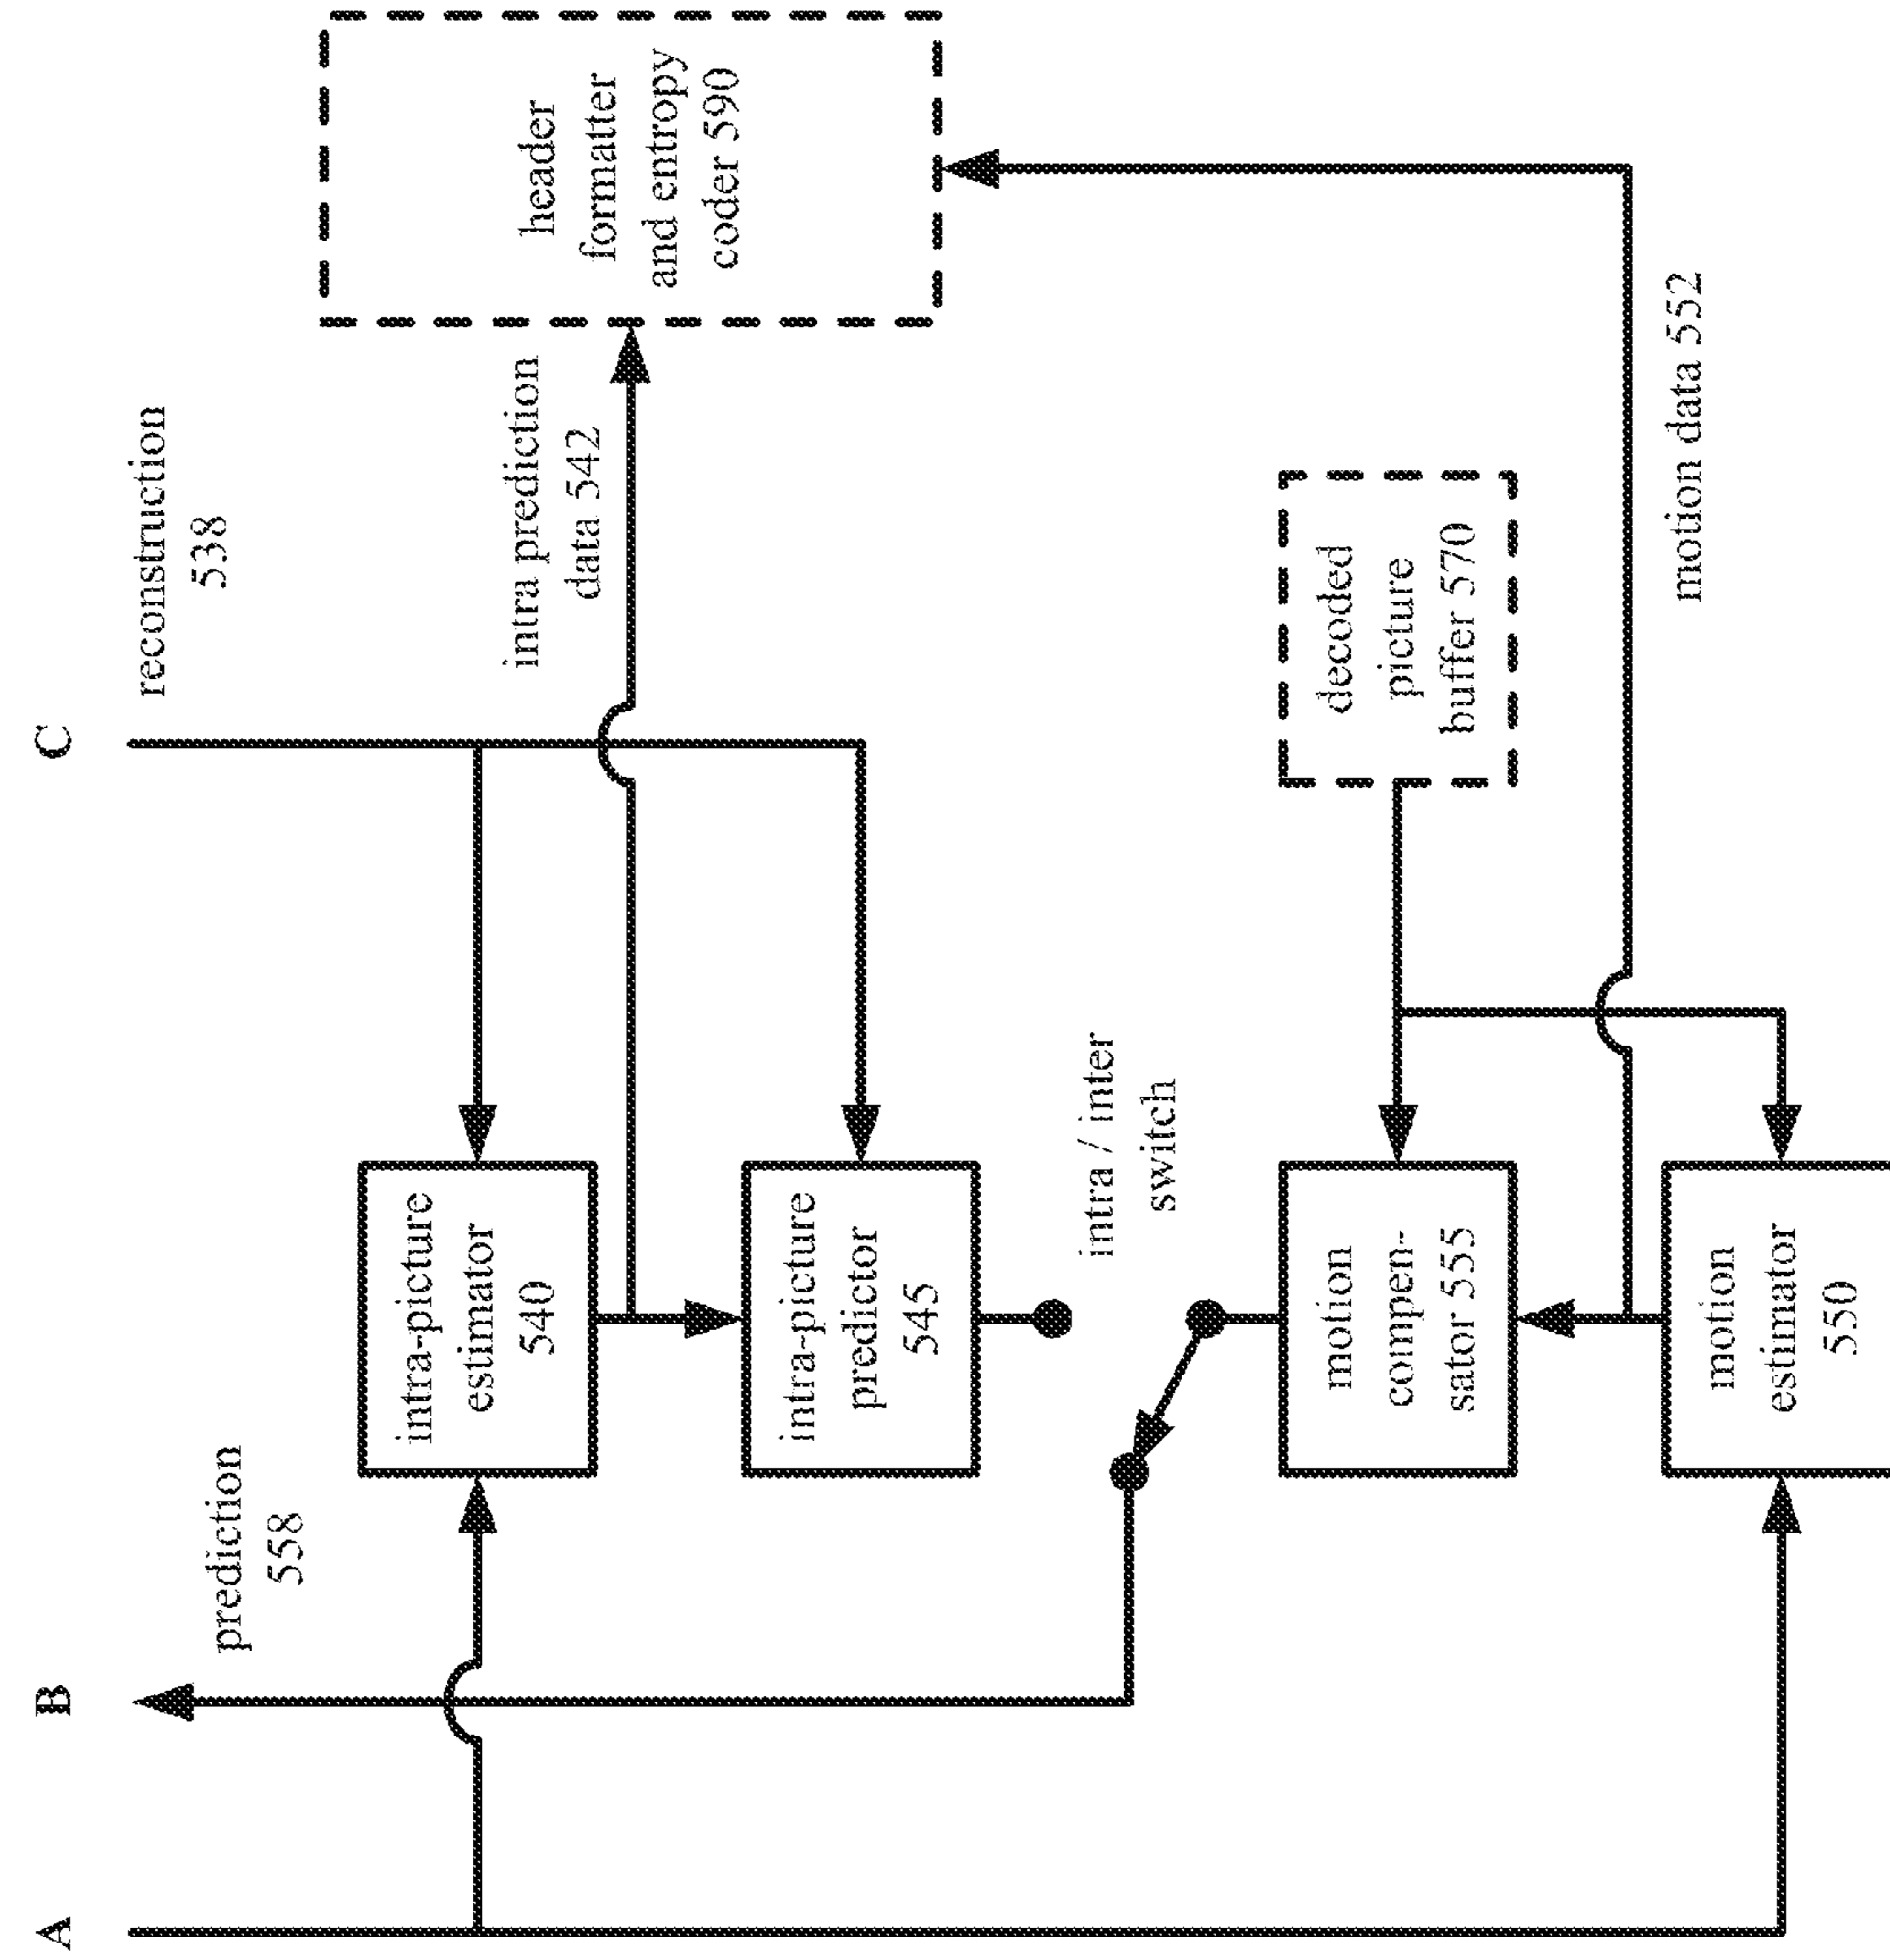 A
B
C
prediction
558
reconstruction
538
intra-picture
estimator
540
intra prediction
data 542
header
formatter
and entropy
coder 590
intra-picture
predictor
545
intra / inter
switch
motion
compen-
sator 555
decoded
picture
buffer 570
motion
estimator
550
motion data 552